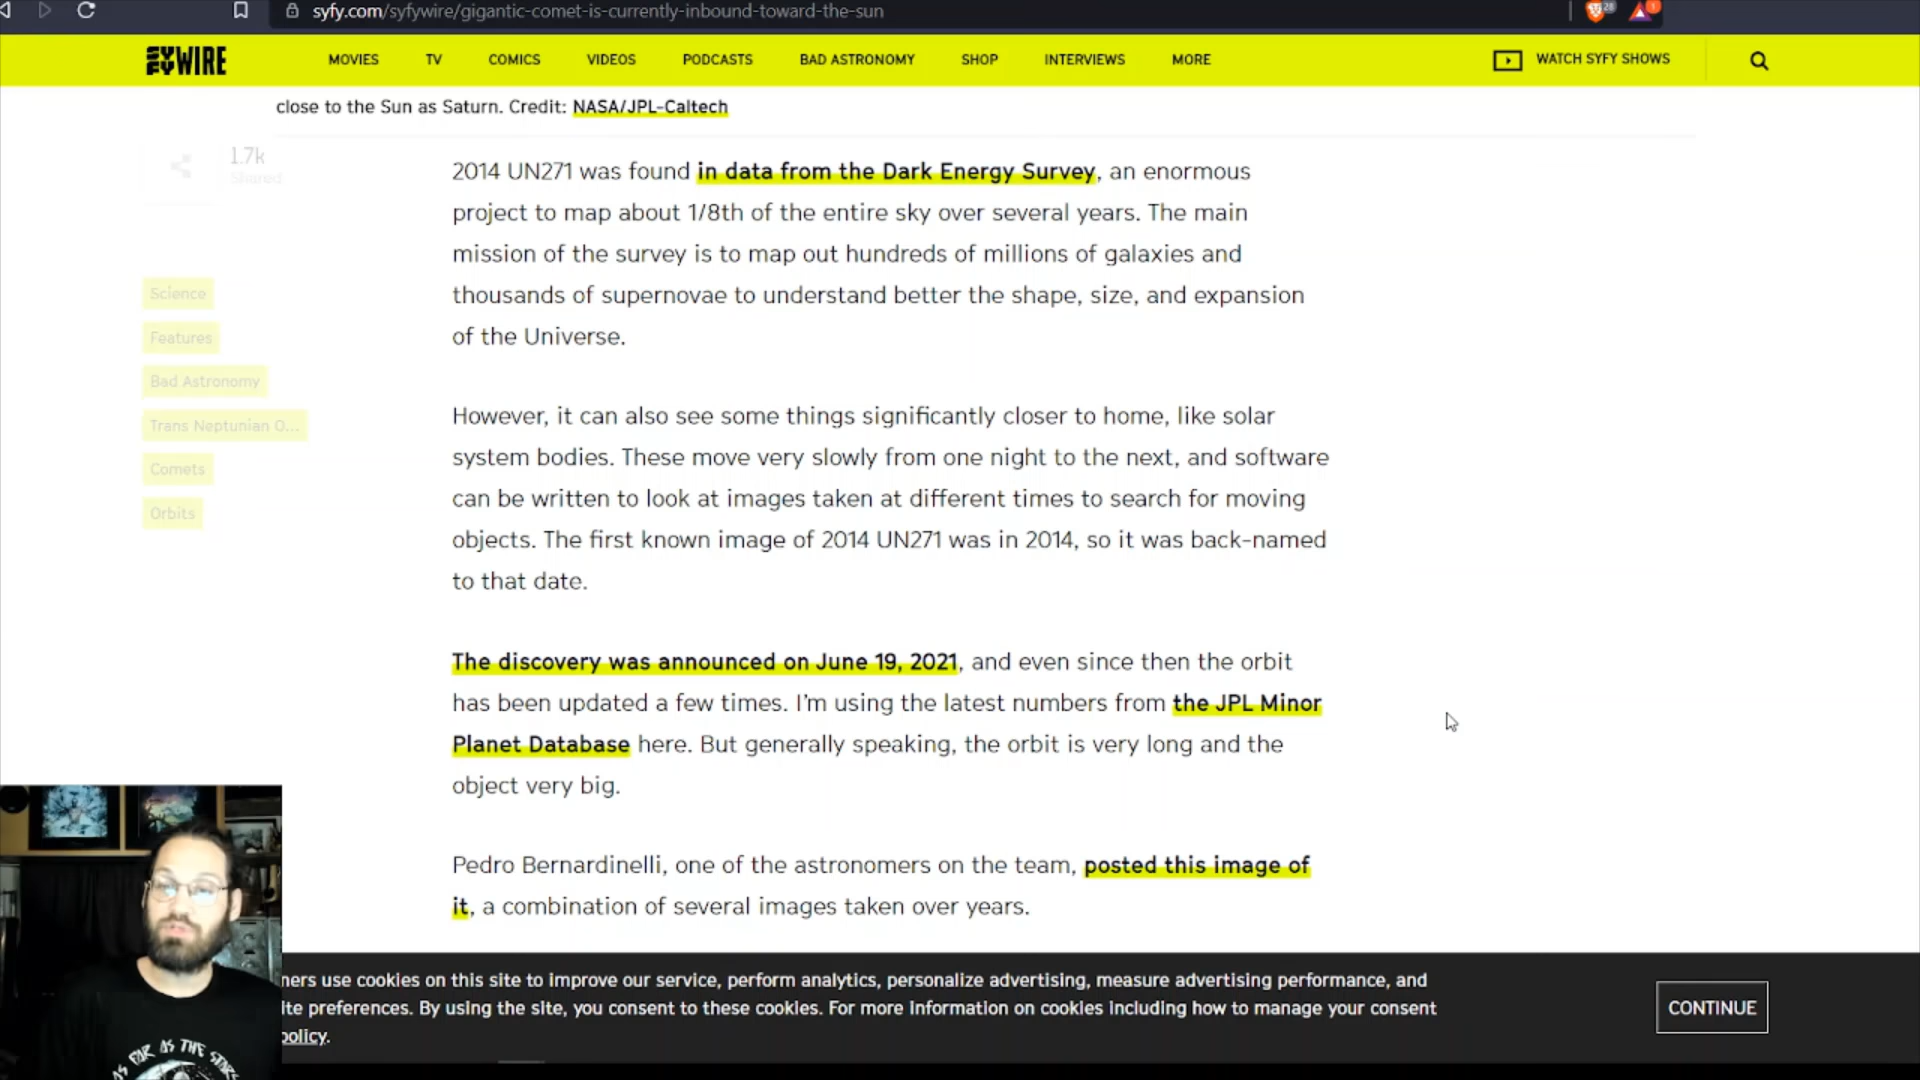 syfy.com/syfywire/gigantic-comet-is-currently-inbound-toward-the-sun
28
1
SYFY WIRE
MOVIES
TV
COMICS
VIDEOS
PODCASTS
BAD ASTRONOMY
SHOP
INTERVIEWS
MORE
WATCH SYFY SHOWS
close to the Sun as Saturn. Credit: NASA/JPL-Caltech
1.7k
Shared
Science
Features
Bad Astronomy
Trans Neptunian O...
Comets
Orbits
2014 UN271 was found in data from the Dark Energy Survey, an enormous
project to map about 1/8th of the entire sky over several years. The main
mission of the survey is to map out hundreds of millions of galaxies and
thousands of supernovae to understand better the shape, size, and expansion
of the Universe.
However, it can also see some things significantly closer to home, like solar
system bodies. These move very slowly from one night to the next, and software
can be written to look at images taken at different times to search for moving
objects. The first known image of 2014 UN271 was in 2014, so it was back-named
to that date.
The discovery was announced on June 19, 2021, and even since then the orbit
has been updated a few times. I'm using the latest numbers from the JPL Minor
Planet Database here. But generally speaking, the orbit is very long and the
object very big.
Pedro Bernardinelli, one of the astronomers on the team, posted this image of
it, a combination of several images taken over years.
ners use cookies on this site to improve our service, perform analytics, personalize advertising, measure advertising performance, and
ite preferences. By using the site, you consent to these cookies. For more Information on cookies including how to manage your consent
policy.
CONTINUE
AS FAR AS THE STARS